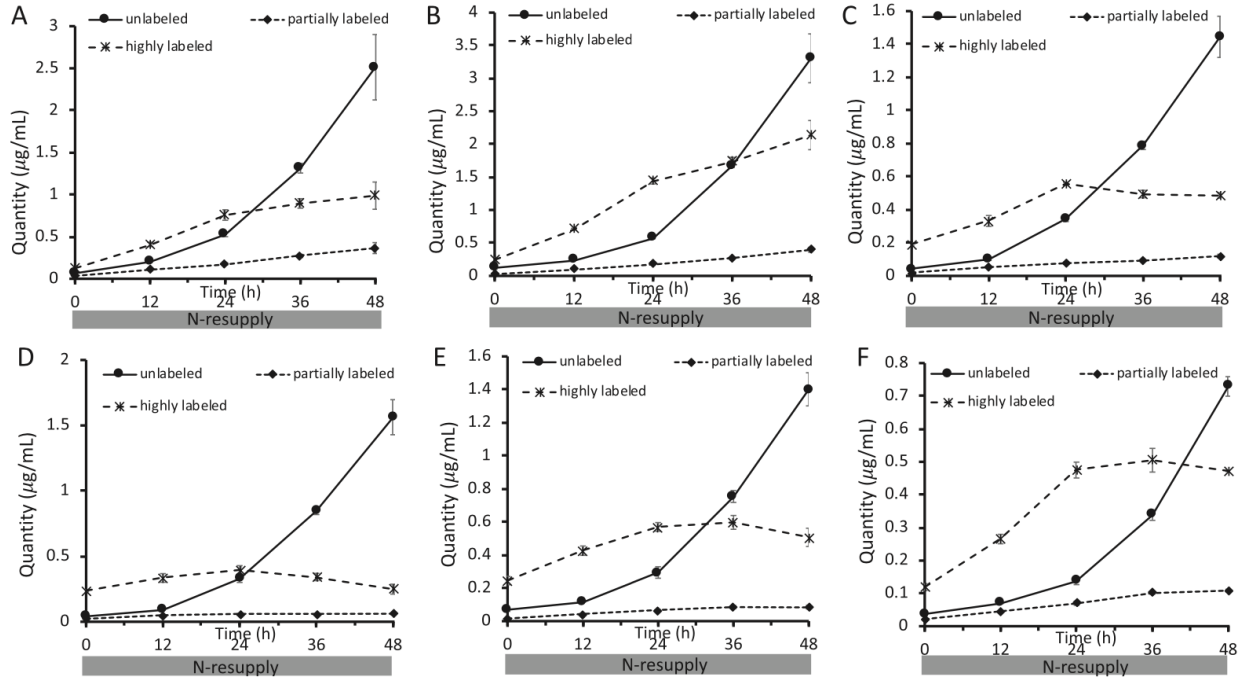 A
unlabeled
partially labeled
highly labeled
3
2.5
2
1.5
1
0.5
0
Quantity (µg/mL)
0
12
24
36
48
Time (h)
N-resupply
B
unlabeled
partially labeled
highly labeled
4
3.5
3
2.5
2
1.5
1
0.5
0
Quantity (µg/mL)
0
12
24
36
48
Time (h)
N-resupply
C
unlabeled
partially labeled
highly labeled
1.6
1.4
1.2
1
0.8
0.6
0.4
0.2
0
Quantity (µg/mL)
0
12
24
36
48
Time (h)
N-resupply
D
unlabeled
partially labeled
highly labeled
2
1.5
1
0.5
0
Quantity (µg/mL)
0
12
24
36
48
Time (h)
N-resupply
E
unlabeled
partially labeled
highly labeled
1.6
1.4
1.2
1
0.8
0.6
0.4
0.2
0
Quantity (µg/mL)
0
12
24
36
48
Time (h)
N-resupply
F
unlabeled
partially labeled
highly labeled
0.8
0.7
0.6
0.5
0.4
0.3
0.2
0.1
0
Quantity (µg/mL)
0
12
24
36
48
Time (h)
N-resupply